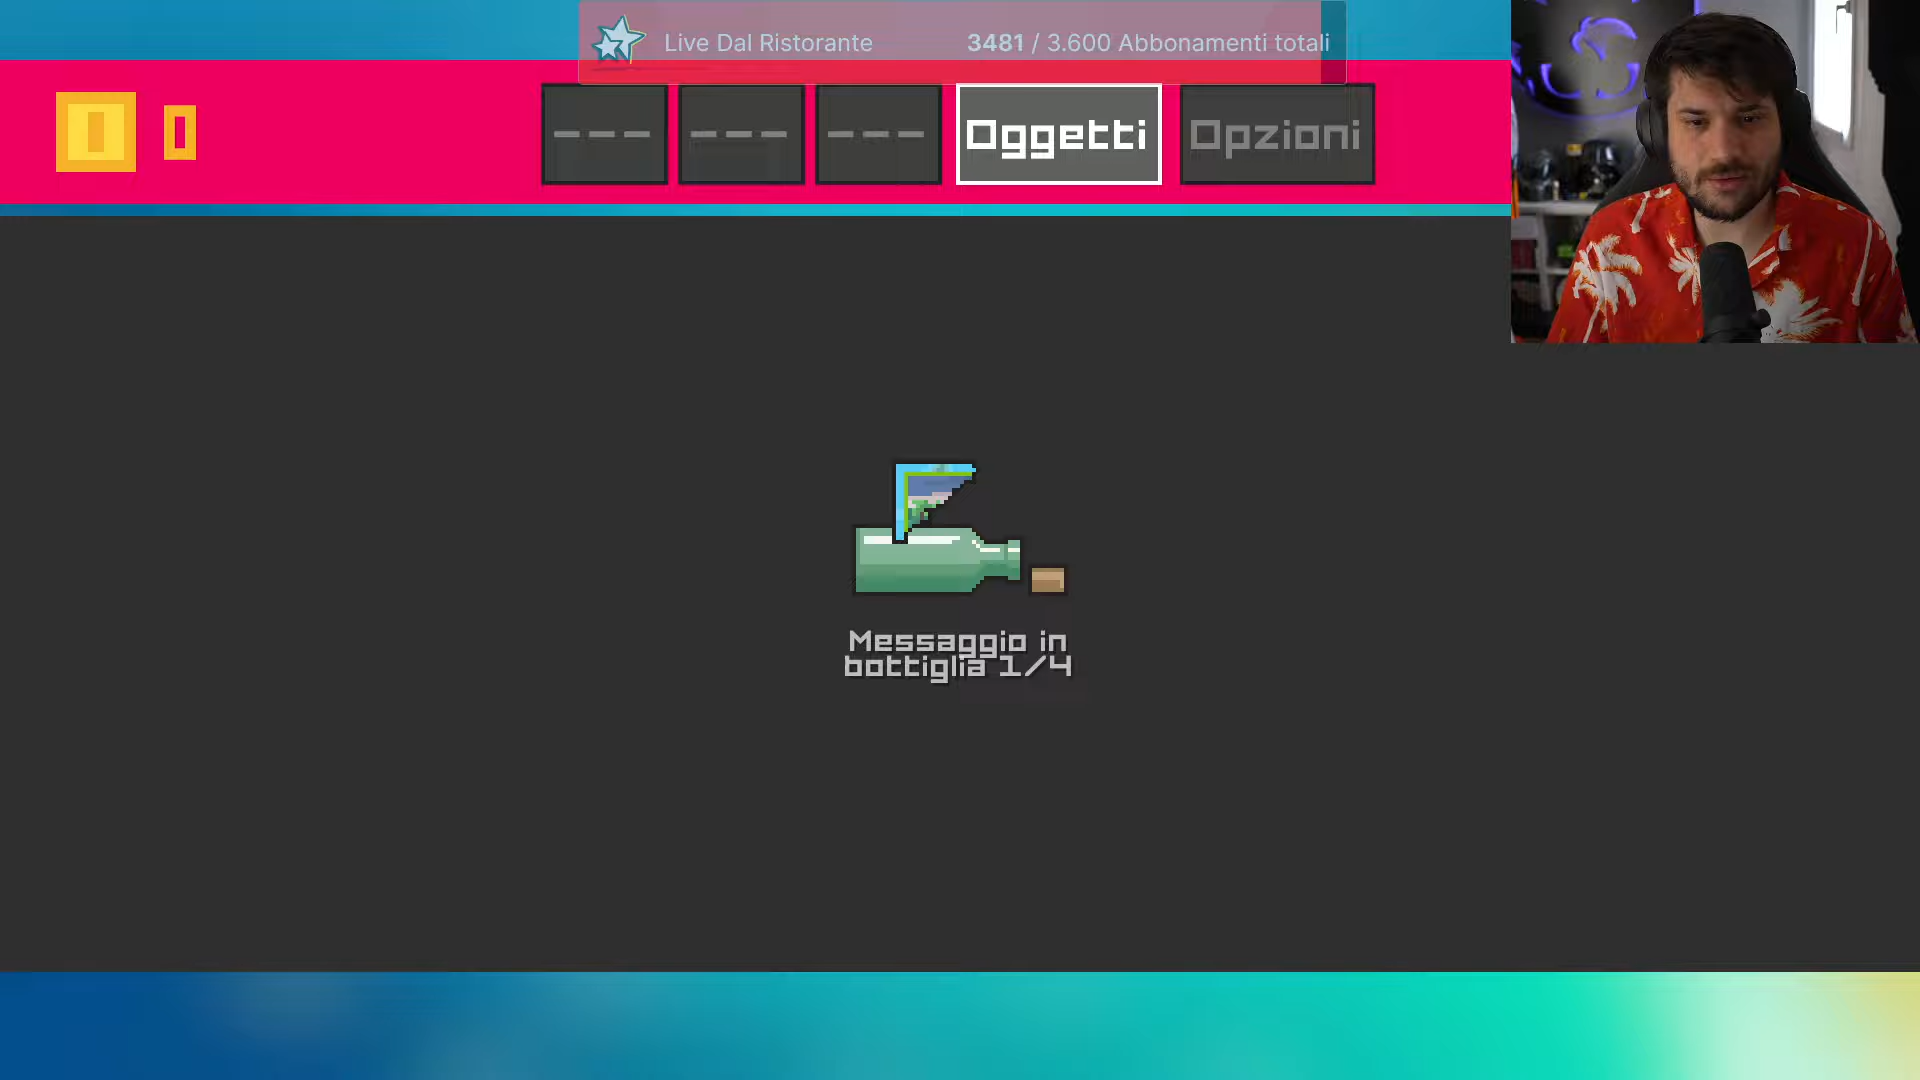 Live Dal Ristorante
3481 / 3.600 Abbonamenti totali
0
---
---
---
Oggetti
Opzioni
Messaggio in
bottiglia 1/4